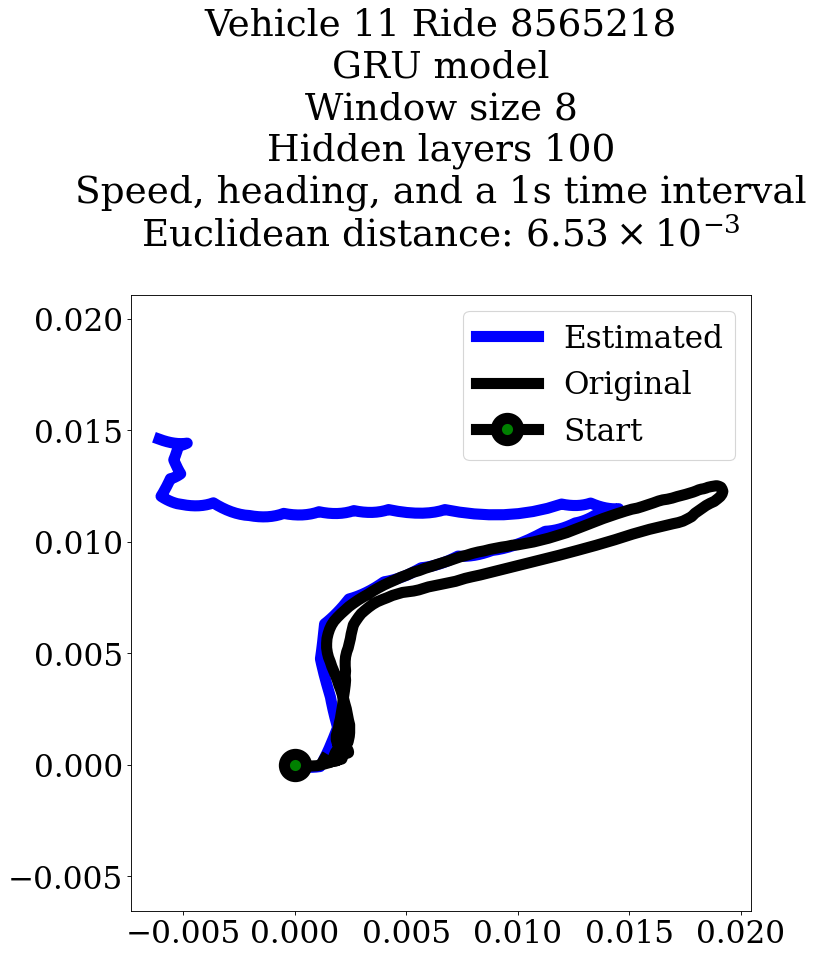 Vehicle 11 Ride 8565218
GRU model
Window size 8
Hidden layers 100
Speed, heading, and a 1s time interval
Euclidean distance: 6.53 × 10⁻³
Estimated
Original
Start
0.020
0.015
0.010
0.005
0.000
−0.005
−0.005 0.000 0.005 0.010 0.015 0.020